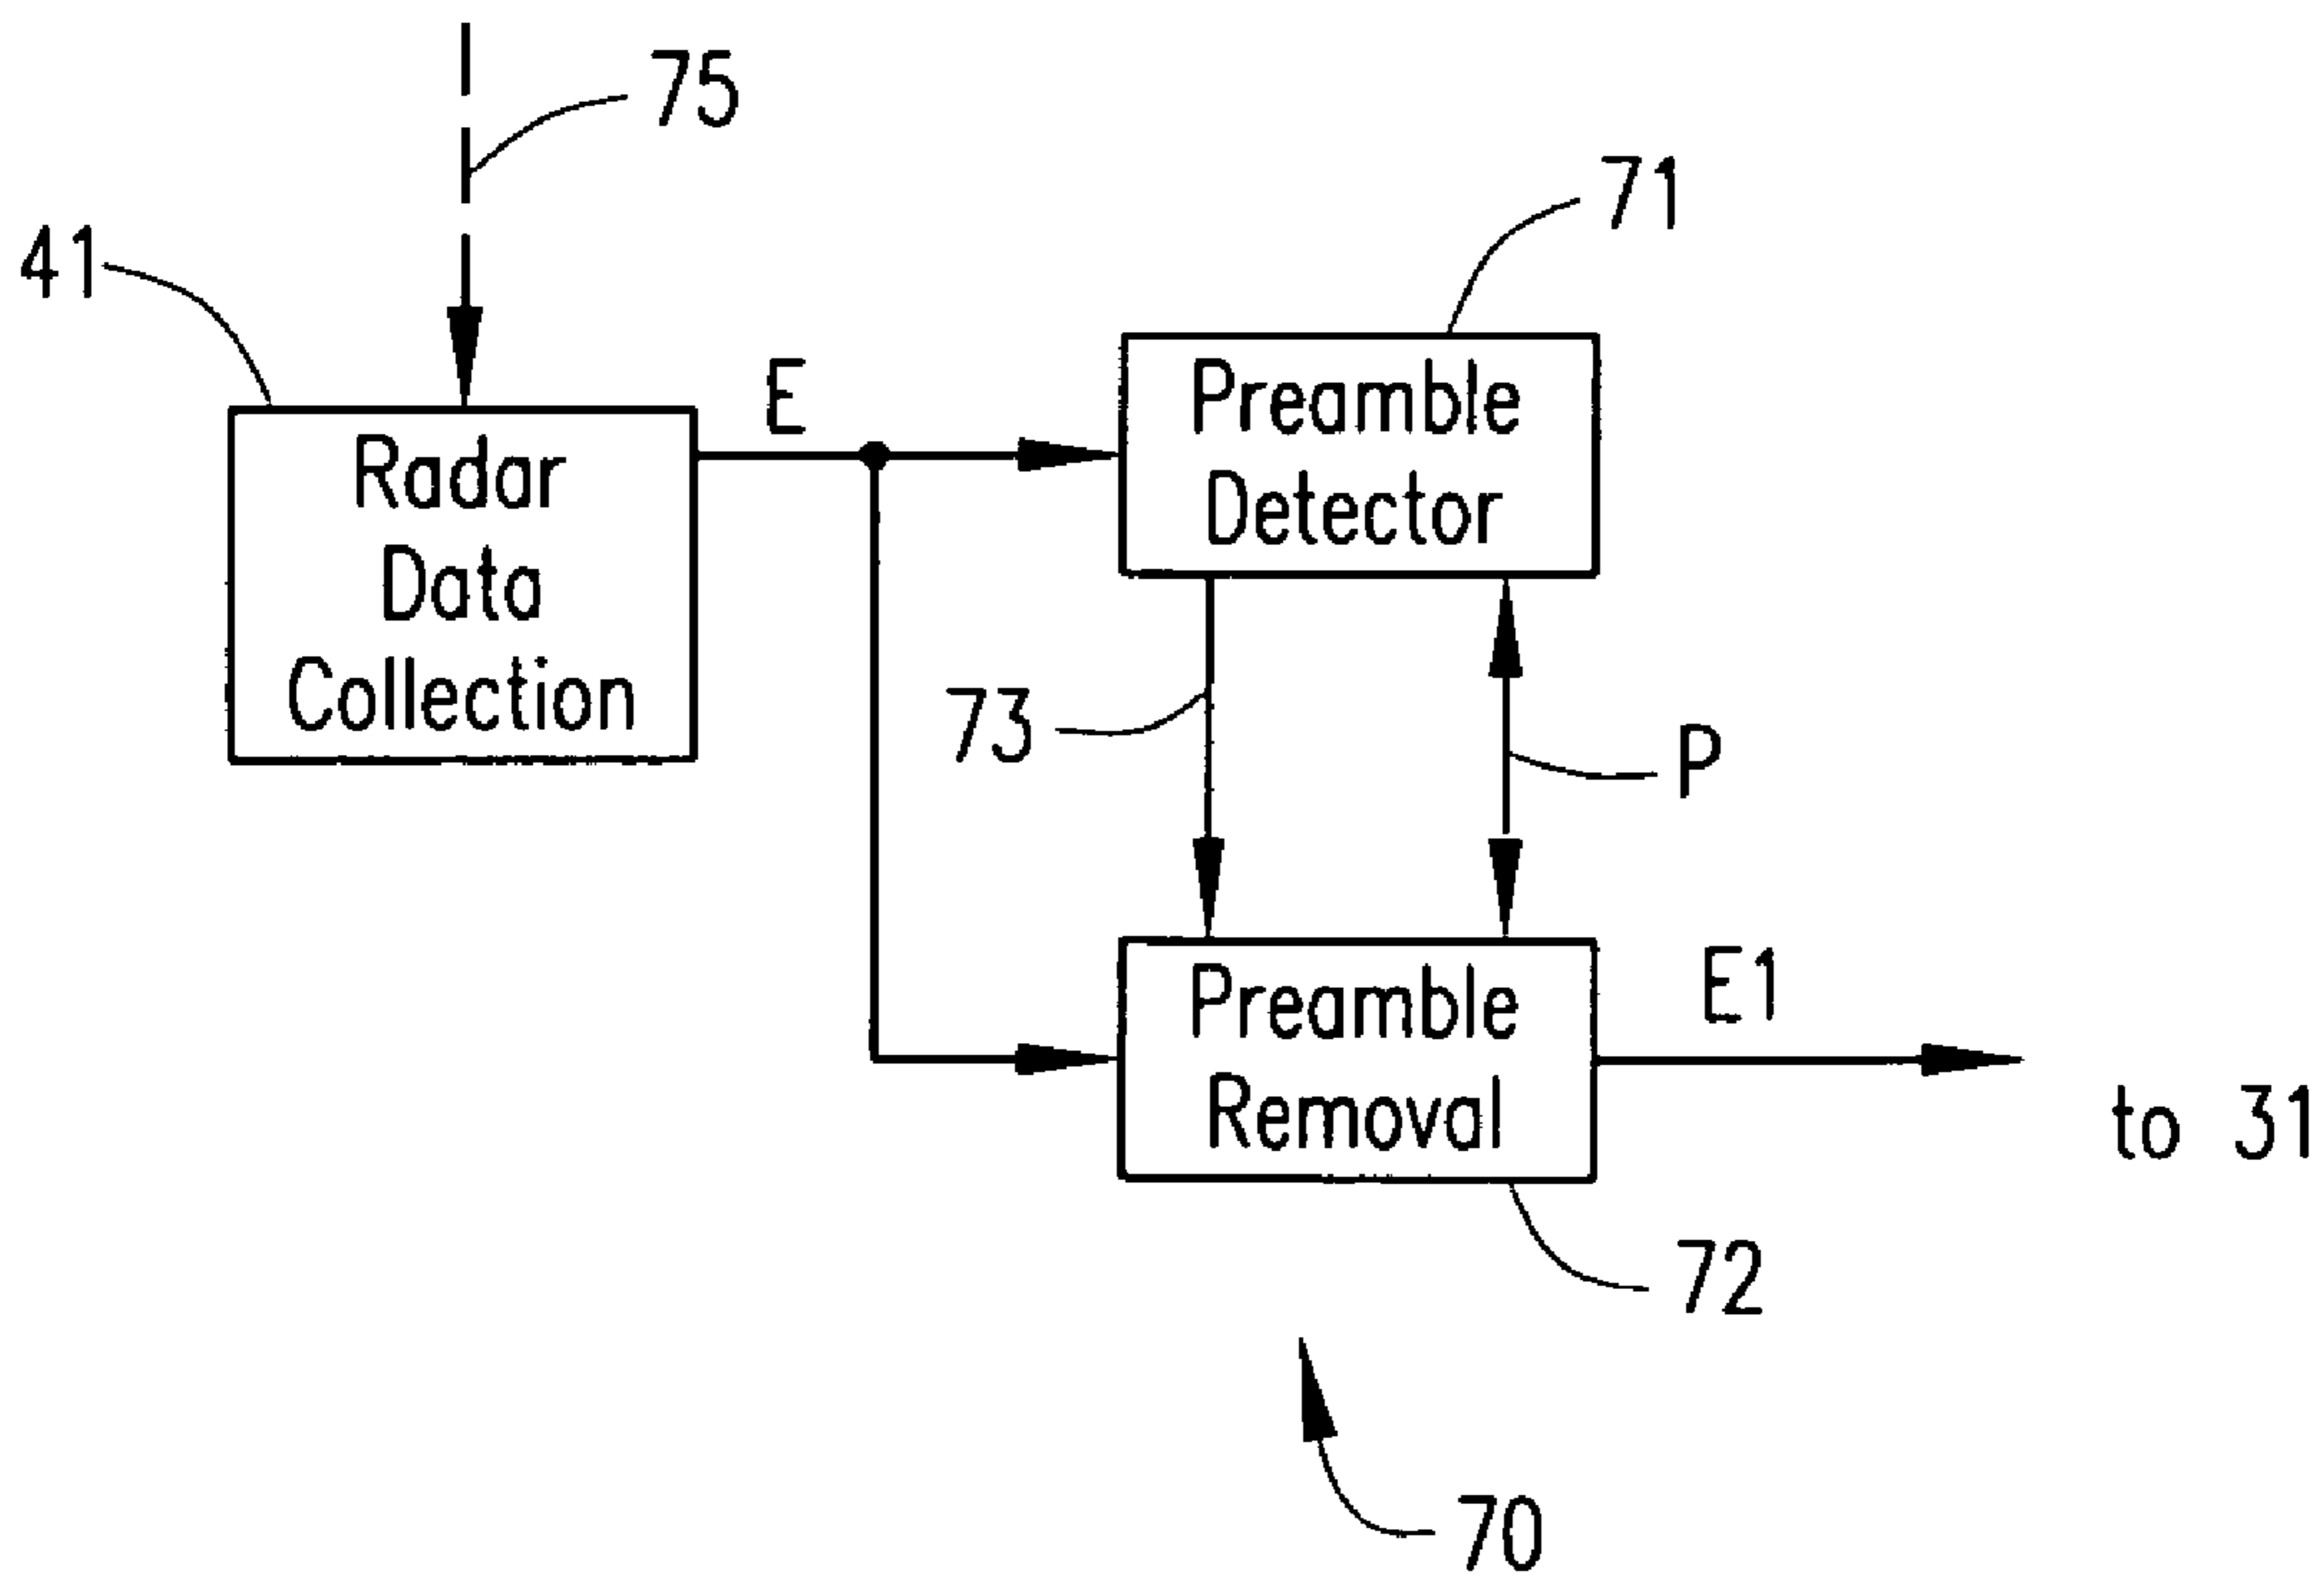 75
71
41
E
Preamble
Detector
Radar
Data
Collection
73
P
Preamble
Removal
E1
to 31
72
70